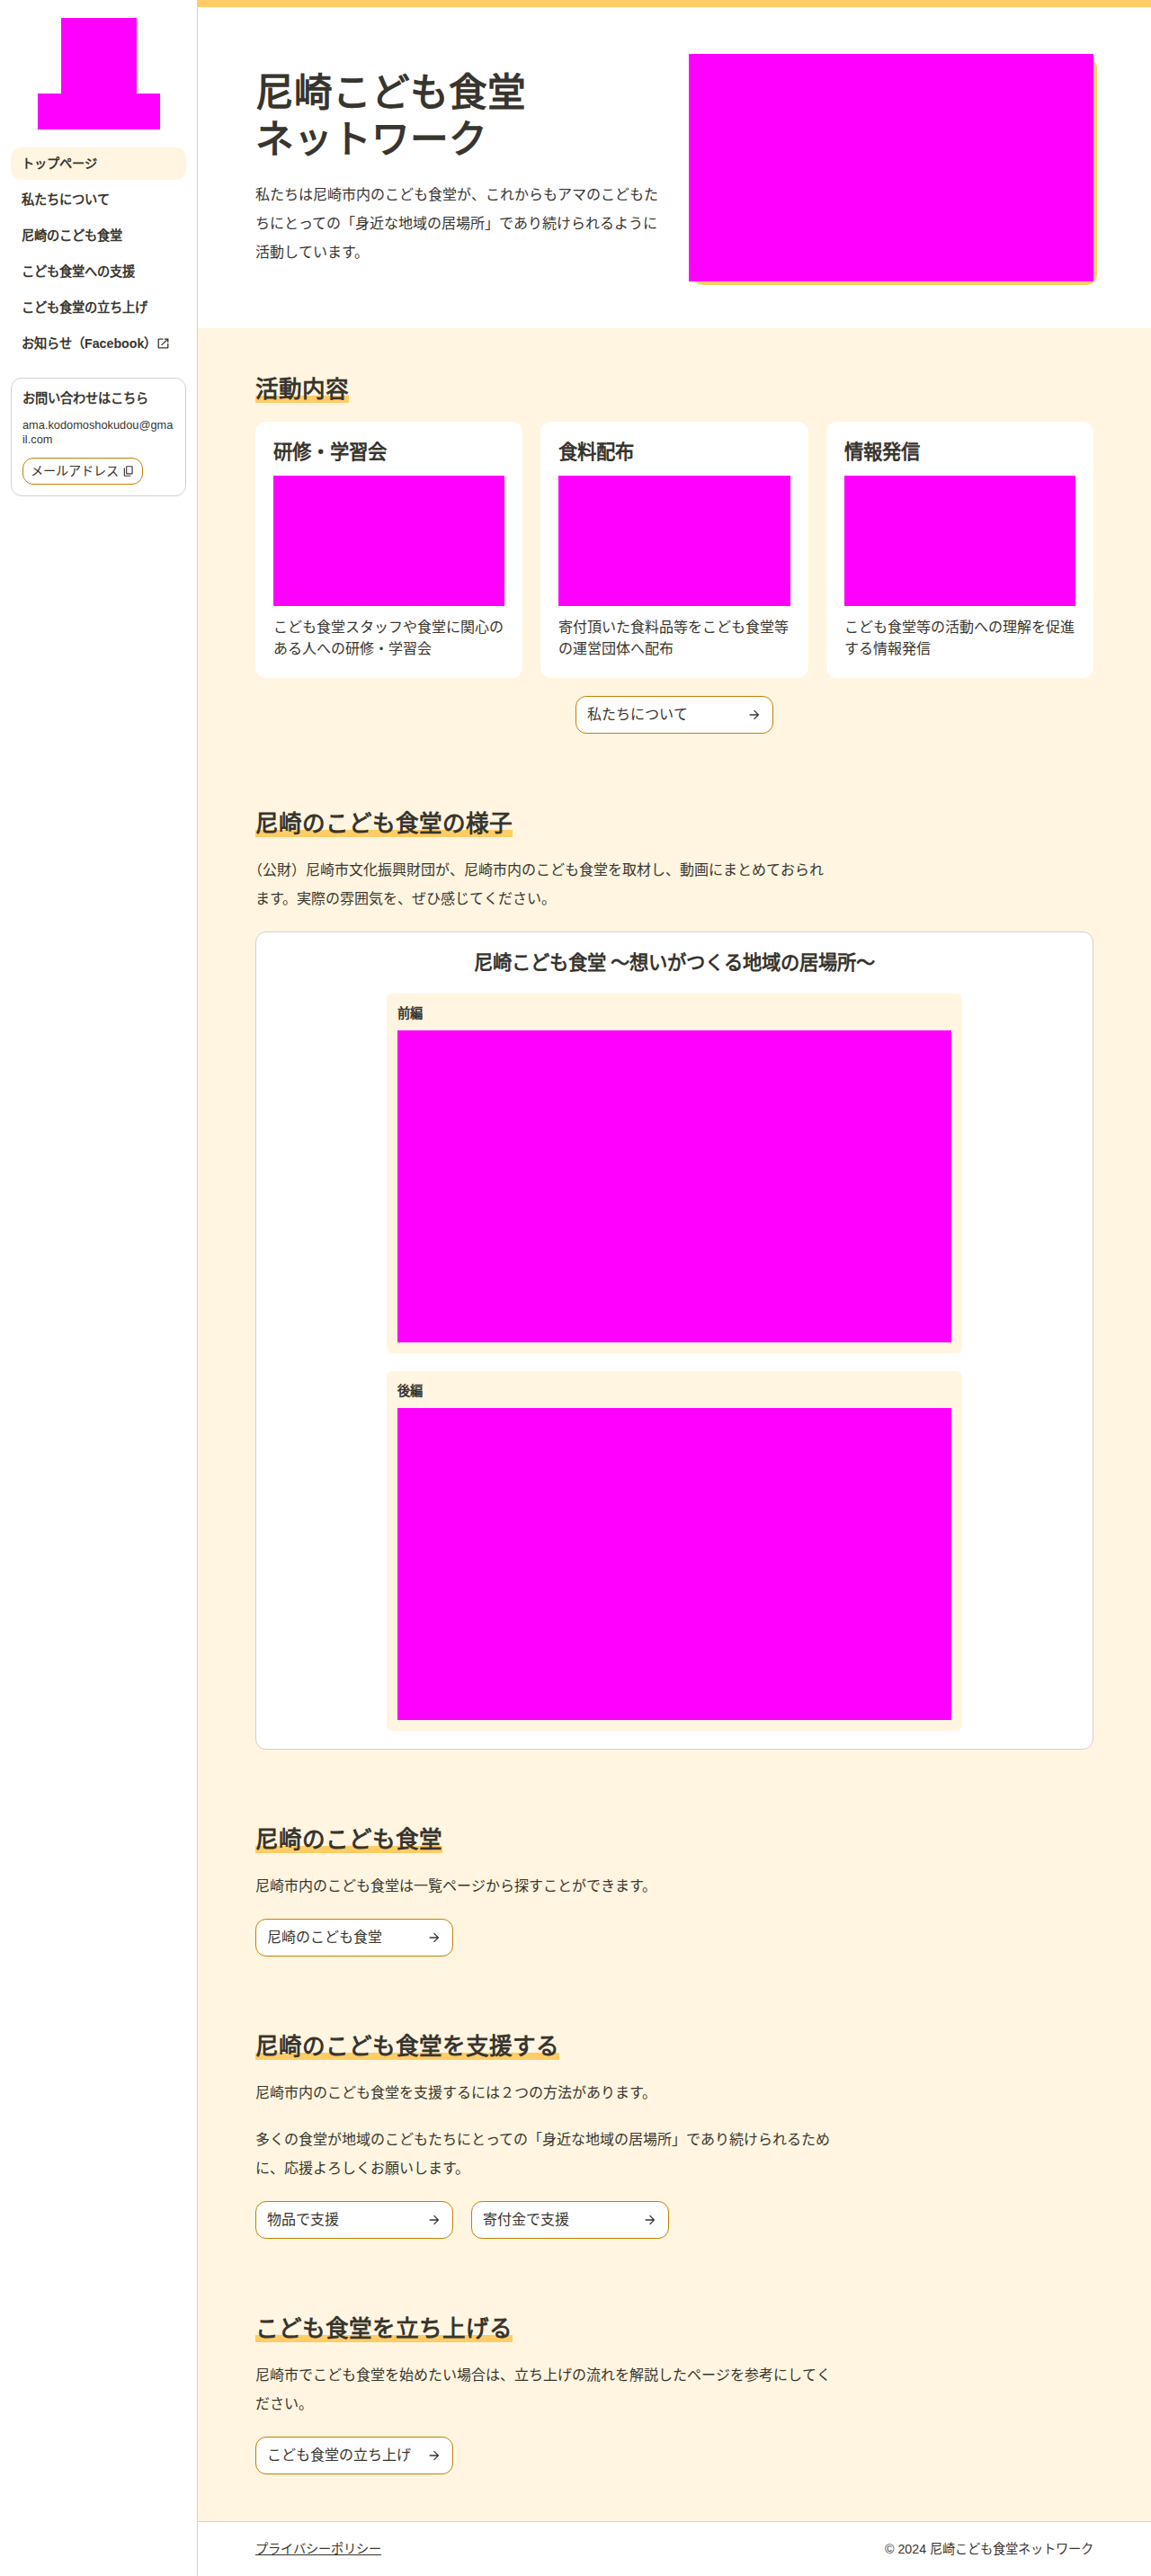 トップページ
私たちについて
尼崎のこども食堂
こども食堂への支援
こども食堂の立ち上げ
お知らせ（Facebook）
お問い合わせはこちら
ama.kodomoshokudou@gma
il.com
メールアドレス
尼崎こども食堂
ネットワーク
私たちは尼崎市内のこども食堂が、これからもアマのこどもた
ちにとっての「身近な地域の居場所」であり続けられるように
活動しています。
活動内容
研修・学習会
こども食堂スタッフや食堂に関心の
ある人への研修・学習会
食料配布
寄付頂いた食料品等をこども食堂等
の運営団体へ配布
情報発信
こども食堂等の活動への理解を促進
する情報発信
私たちについて
尼崎のこども食堂の様子
（公財）尼崎市文化振興財団が、尼崎市内のこども食堂を取材し、動画にまとめておられ
ます。実際の雰囲気を、ぜひ感じてください。
尼崎こども食堂 〜想いがつくる地域の居場所〜
前編
後編
尼崎のこども食堂
尼崎市内のこども食堂は一覧ページから探すことができます。
尼崎のこども食堂
尼崎のこども食堂を支援する
尼崎市内のこども食堂を支援するには２つの方法があります。
多くの食堂が地域のこどもたちにとっての「身近な地域の居場所」であり続けられるため
に、応援よろしくお願いします。
物品で支援
寄付金で支援
こども食堂を立ち上げる
尼崎市でこども食堂を始めたい場合は、立ち上げの流れを解説したページを参考にしてく
ださい。
こども食堂の立ち上げ
プライバシーポリシー
© 2024 尼崎こども食堂ネットワーク